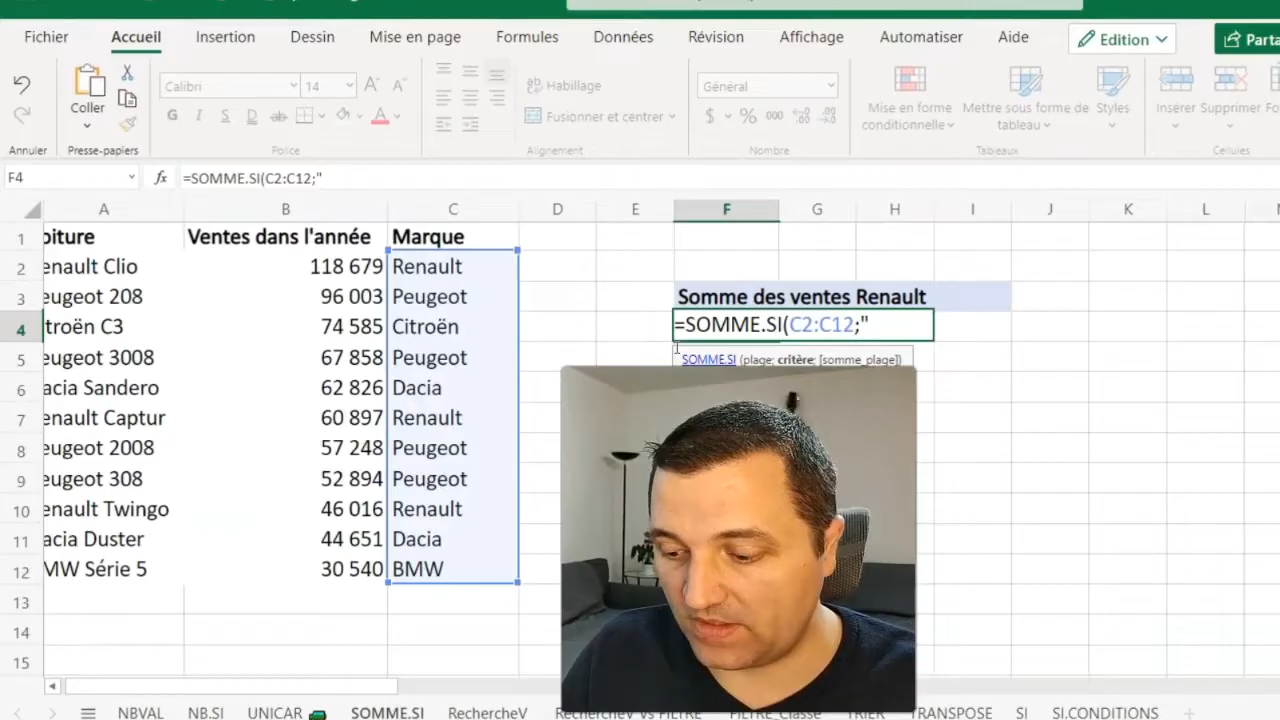 Fichier Accueil Insertion Dessin Mise en page Formules Données Révision Affichage Automatiser Aide Edition Parta
Calibri 14 Habillage Général
Coller Mise en forme Mettre sous forme de Styles Insérer Supprimer
G I S D A Fusionner et centrer $ % 000 conditionnelle tableau
Annuler Presse-papiers Police Alignement Nombre Tableaux Cellules
F4 fx =SOMME.SI(C2:C12;"
A B C D E F G H I J K L
1 oiture Ventes dans l'année Marque
2 enault Clio 118 679 Renault
3 eugeot 208 96 003 Peugeot Somme des ventes Renault
4 troën C3 74 585 Citroën =SOMME.SI(C2:C12;"
5 eugeot 3008 67 858 Peugeot SOMME.SI (plage; critère; [somme_plage])
6 acia Sandero 62 826 Dacia
7 enault Captur 60 897 Renault
8 eugeot 2008 57 248 Peugeot
9 eugeot 308 52 894 Peugeot
10 enault Twingo 46 016 Renault
11 acia Duster 44 651 Dacia
12 MW Série 5 30 540 BMW
13
14
15
NBVAL NB.SI UNICAR SOMME.SI RechercheV RechercheV vs FILTRE FILTRE_Classe TRIER TRANSPOSE SI SI.CONDITIONS